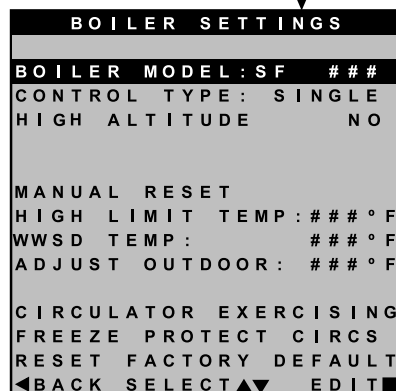 BOILER SETTINGS
BOILER MODEL:SF ###
CONTROL TYPE: SINGLE
HIGH ALTITUDE NO
MANUAL RESET
HIGH LIMIT TEMP:###°F
WWSD TEMP: ###°F
ADJUST OUTDOOR: ###°F
CIRCULATOR EXERCISING
FREEZE PROTECT CIRCS
RESET FACTORY DEFAULT
◀BACK SELECT▲▼ EDIT■